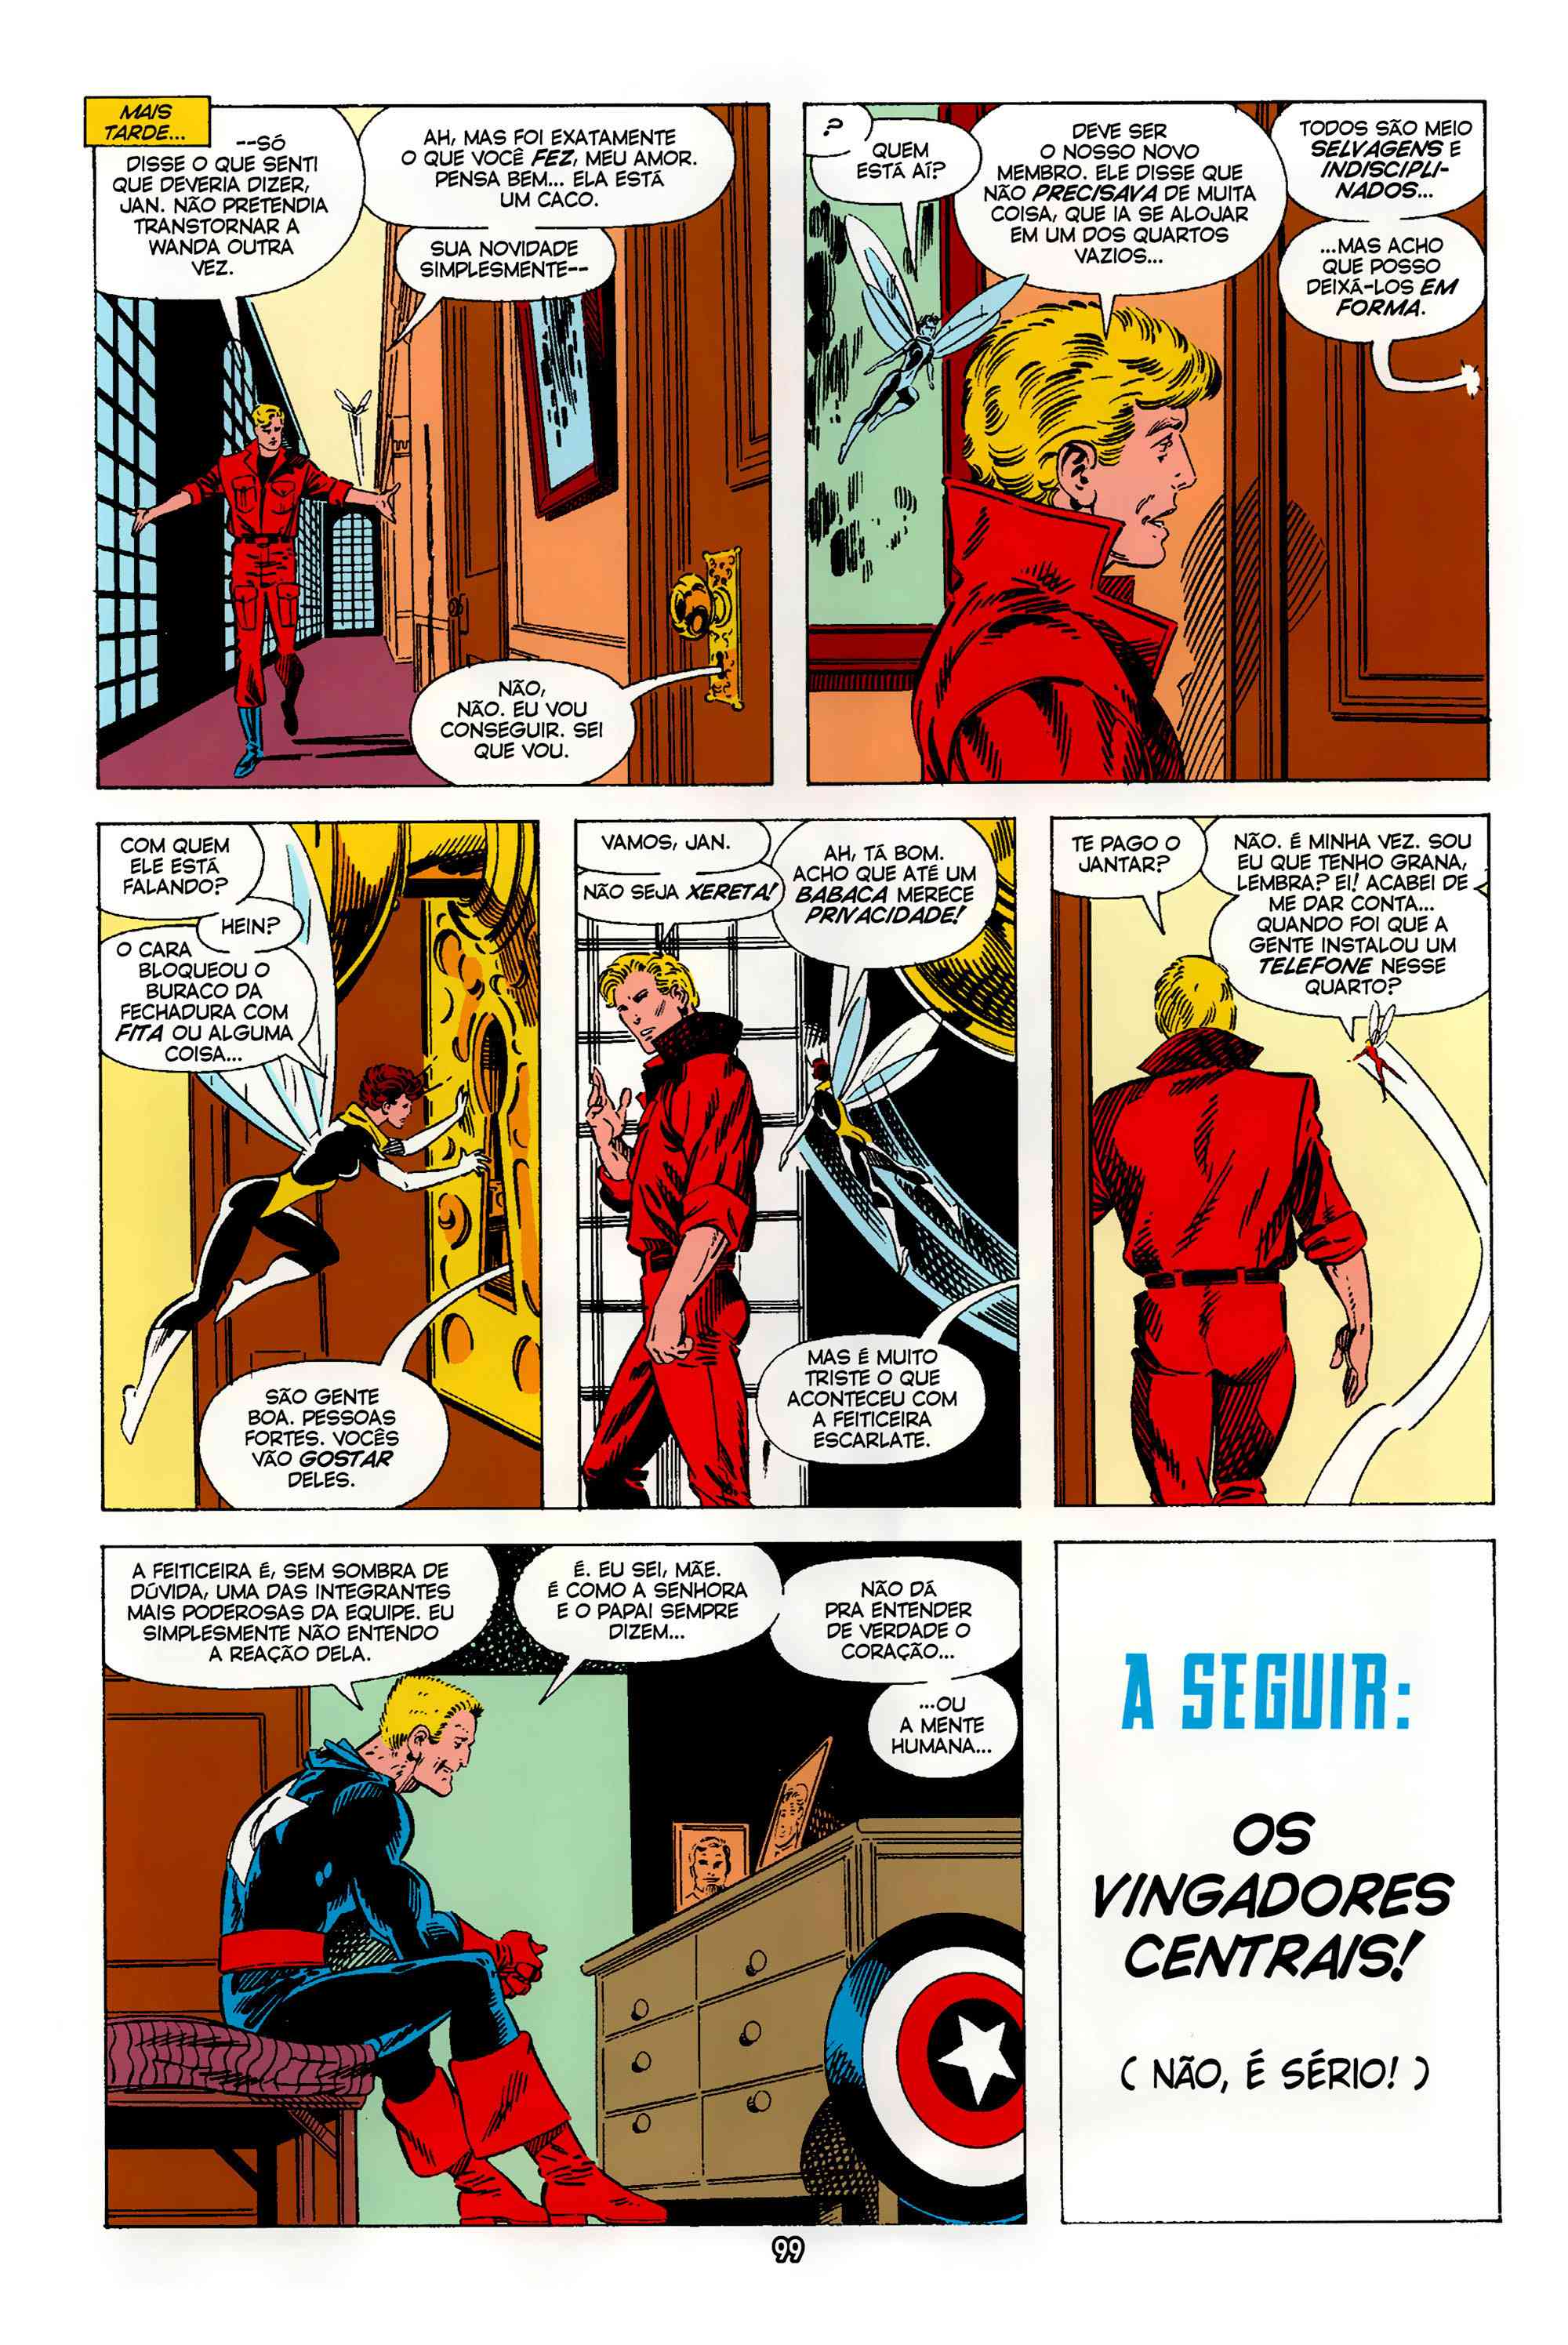 MAIS
TARDE...
--SÓ
DISSE O QUE SENTI
QUE DEVERIA DIZER,
JAN. NÃO PRETENDIA
TRANSTORNAR A
WANDA OUTRA
VEZ.
AH, MAS FOI EXATAMENTE
O QUE VOCÊ FEZ, MEU AMOR.
PENSA BEM... ELA ESTÁ
UM CACO.
SUA NOVIDADE
SIMPLESMENTE--
NÃO,
NÃO. EU VOU
CONSEGUIR. SEI
QUE VOU.
?
QUEM
ESTÁ AÍ?
DEVE SER
O NOSSO NOVO
MEMBRO. ELE DISSE QUE
NÃO PRECISAVA DE MUITA
COISA, QUE IA SE ALOJAR
EM UM DOS QUARTOS
VAZIOS...
TODOS SÃO MEIO
SELVAGENS E
INDISCIPLI-
NADOS...
...MAS ACHO
QUE POSSO
DEIXÁ-LOS EM
FORMA.
COM QUEM
ELE ESTÁ
FALANDO?
HEIN?
O CARA
BLOQUEOU O
BURACO DA
FECHADURA COM
FITA OU ALGUMA
COISA...
SÃO GENTE
BOA. PESSOAS
FORTES. VOCÊS
VÃO GOSTAR
DELES.
VAMOS, JAN.
NÃO SEJA XERETA!
AH, TÁ BOM.
ACHO QUE ATÉ UM
BABACA MERECE
PRIVACIDADE!
MAS É MUITO
TRISTE O QUE
ACONTECEU COM
A FEITICEIRA
ESCARLATE.
TE PAGO O
JANTAR?
NÃO. É MINHA VEZ. SOU
EU QUE TENHO GRANA,
LEMBRA? EI! ACABEI DE
ME DAR CONTA...
QUANDO FOI QUE A
GENTE INSTALOU UM
TELEFONE NESSE
QUARTO?
A FEITICEIRA É, SEM SOMBRA DE
DÚVIDA, UMA DAS INTEGRANTES
MAIS PODEROSAS DA EQUIPE. EU
SIMPLESMENTE NÃO ENTENDO
A REAÇÃO DELA.
É. EU SEI, MÃE.
É COMO A SENHORA
E O PAPAI SEMPRE
DIZEM...
NÃO DÁ
PRA ENTENDER
DE VERDADE O
CORAÇÃO...
...OU
A MENTE
HUMANA...
A SEGUIR:
OS
VINGADORES
CENTRAIS!
( NÃO, É SÉRIO! )
99